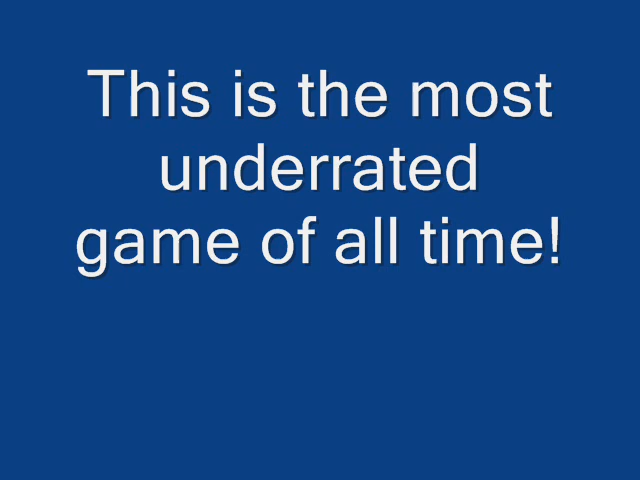 This is the most
underrated
game of all time!